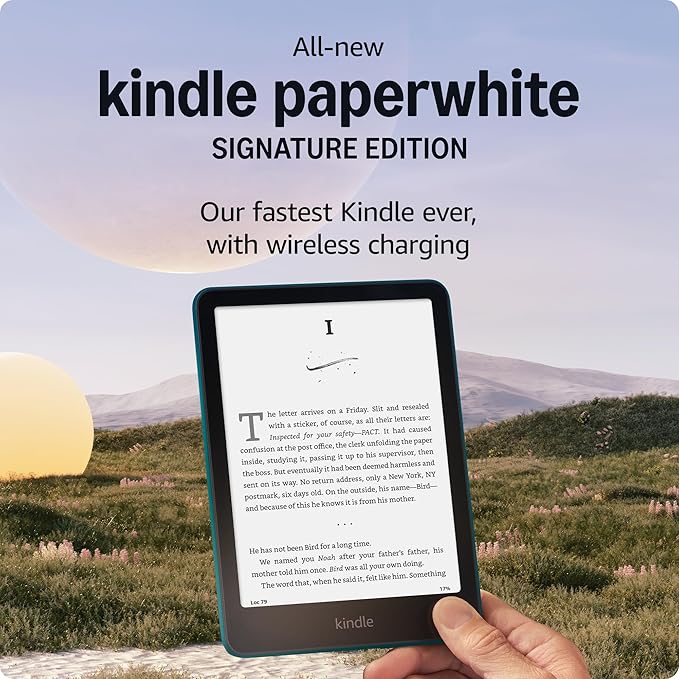 All-new
kindle paperwhite
SIGNATURE EDITION
Our fastest Kindle ever,
with wireless charging
I
The letter arrives on a Friday. Slit and resealed
with a sticker, of course, as all their letters are:
Inspected for your safety—PACT. It had caused
confusion at the post office, the clerk unfolding the paper
inside, studying it, passing it up to his supervisor, then
the boss. But eventually it had been deemed harmless and
sent on its way. No return address, only a New York, NY
postmark, six days old. On the outside, his name—Bird—
and because of this he knows it is from his mother.
. . .
He has not been Bird for a long time.
We named you Noah after your father's father, his
mother told him once. Bird was all your own doing.
The word that, when he said it, felt like him. Something
Loc 79 17%
kindle